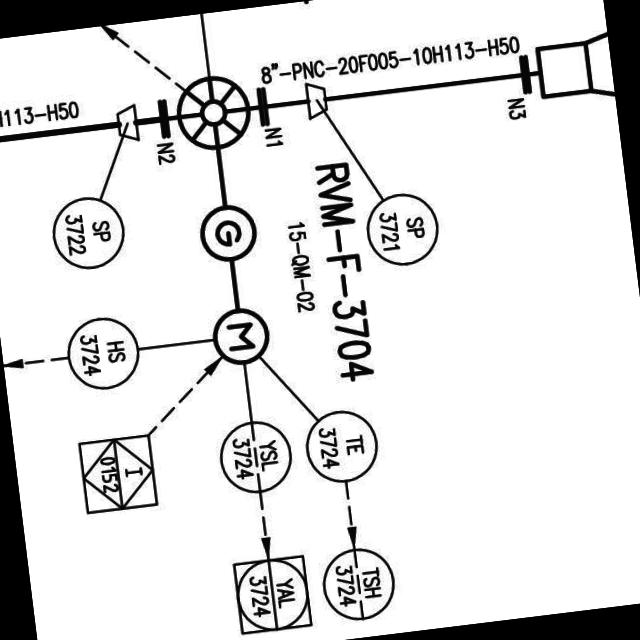 8"-PNC-20F005-10H113-H50
H113-H50
N3
N1
N2
RVM-F-3704
15-QM-02
SP
3721
SP
3722
G
M
HS
3724
I
0152
YSL
3724
TE
3724
YAL
3724
TSH
3724